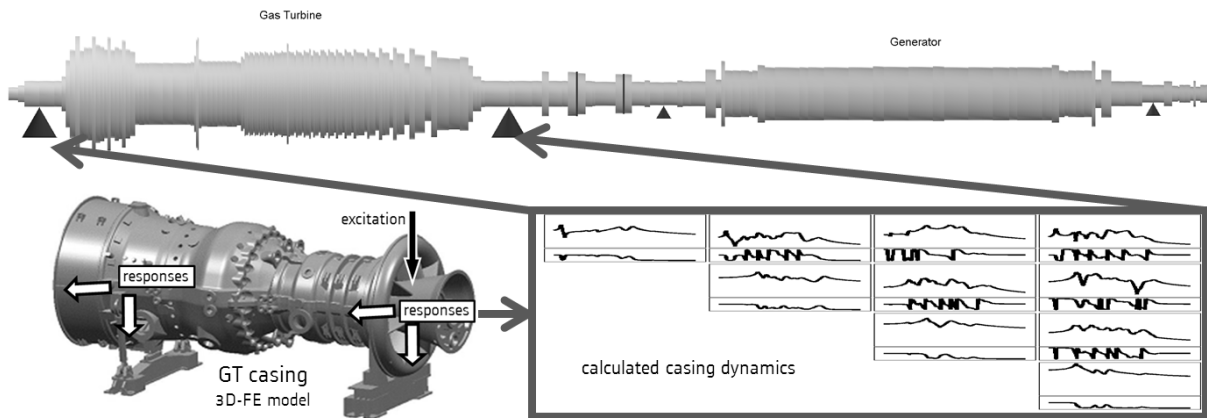 Gas Turbine
Generator
excitation
responses
responses
GT casing
3D-FE model
calculated casing dynamics